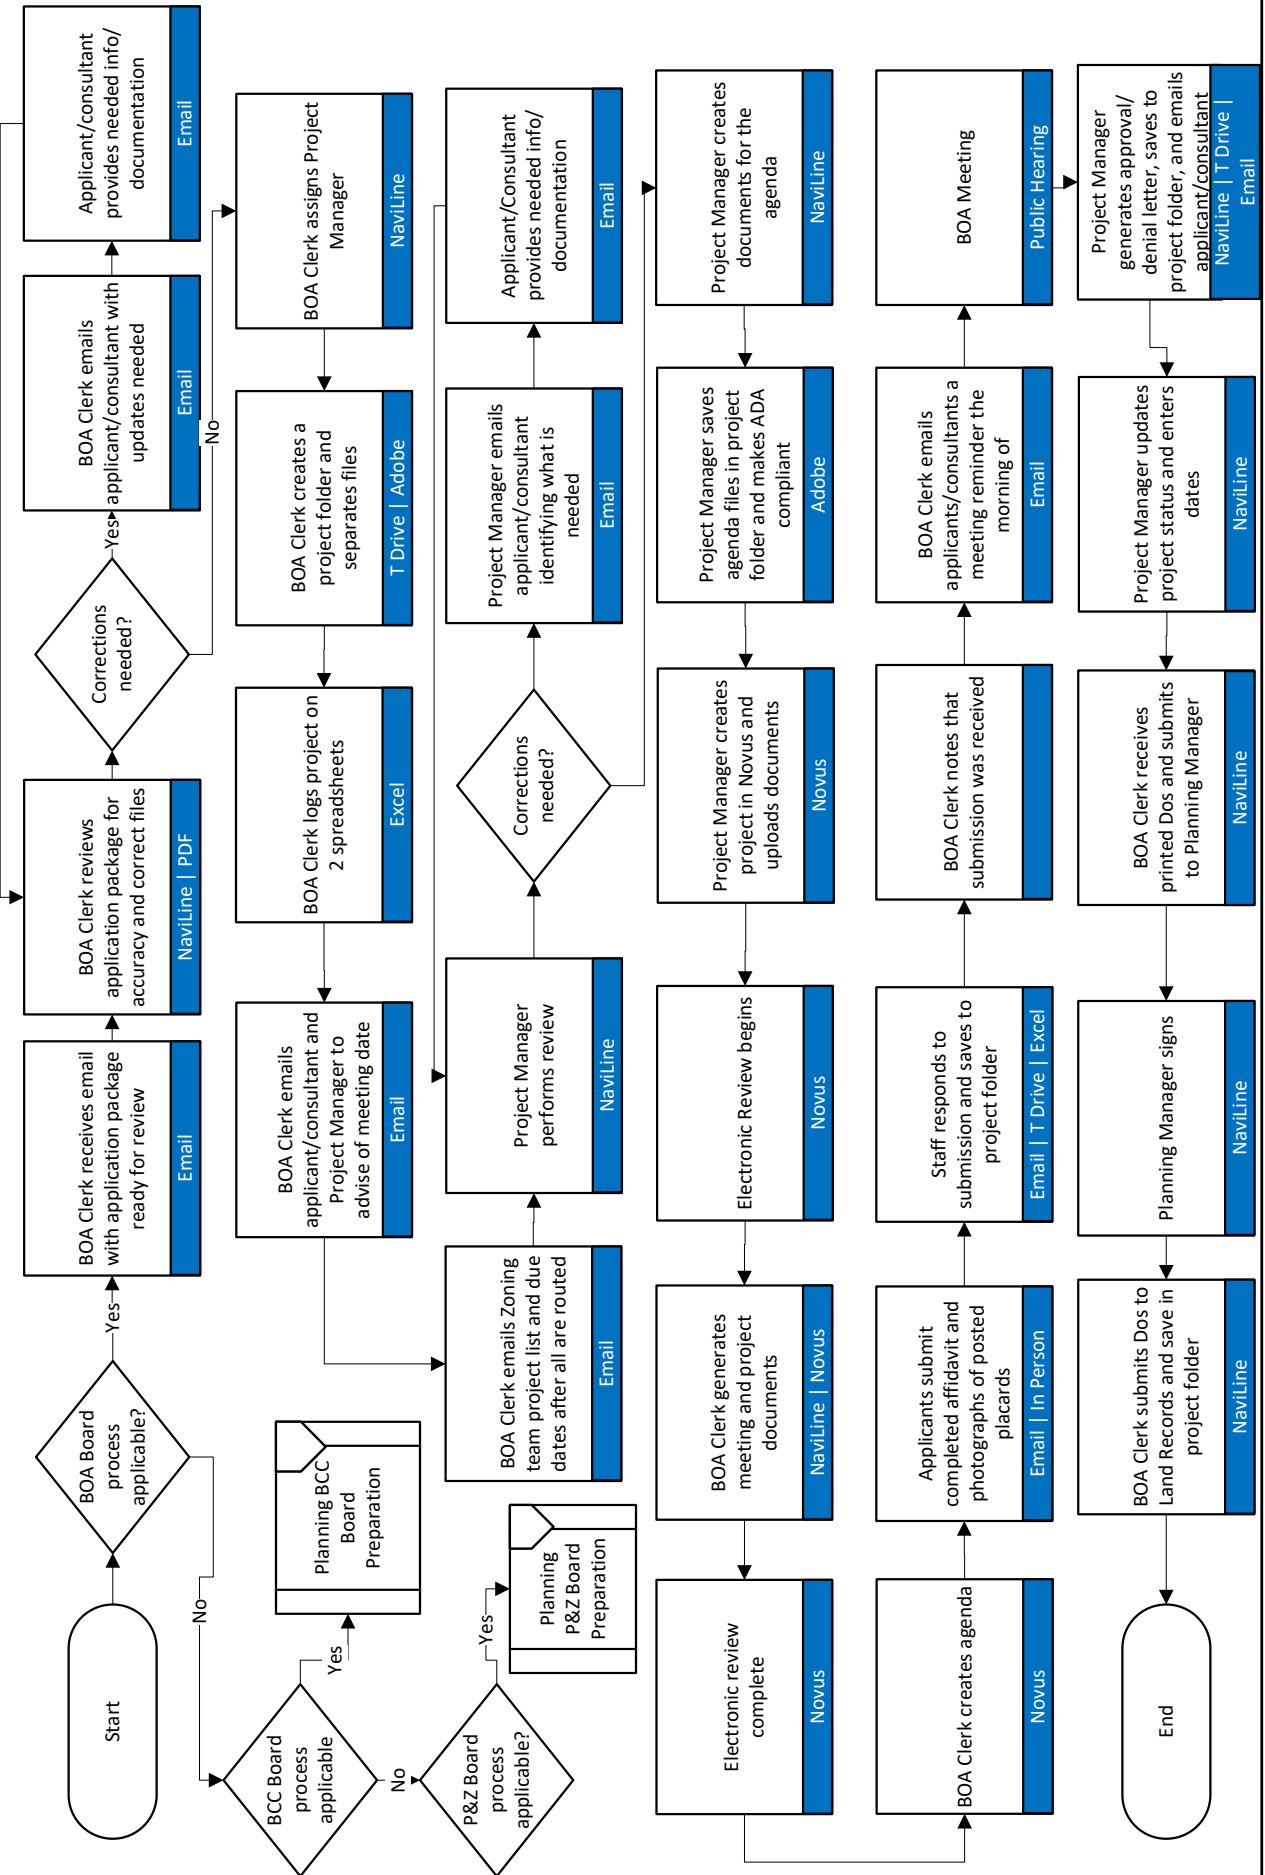 Start
BOA Board
process
applicable?
Yes
No
BOA Clerk receives email
with application package
ready for review
Email
BOA Clerk reviews
application package for
accuracy and correct files
NaviLine | PDF
Corrections
needed?
Yes
No
BOA Clerk emails
applicant/consultant with
updates needed
Email
Applicant/consultant
provides needed info/
documentation
Email
BCC Board
process
applicable
Yes
No
Planning BCC
Board
Preparation
P&Z Board
process
applicable?
Yes
Planning
P&Z Board
Preparation
BOA Clerk assigns Project
Manager
NaviLine
BOA Clerk creates a
project folder and
separates files
T Drive | Adobe
BOA Clerk logs project on
2 spreadsheets
Excel
BOA Clerk emails
applicant/consultant and
Project Manager to
advise of meeting date
Email
BOA Clerk emails Zoning
team project list and due
dates after all are routed
Email
Project Manager
performs review
NaviLine
Corrections
needed?
Project Manager emails
applicant/consultant
identifying what is
needed
Email
Applicant/Consultant
provides needed info/
documentation
Email
Project Manager creates
documents for the
agenda
NaviLine
Project Manager saves
agenda files in project
folder and makes ADA
compliant
Adobe
Project Manager creates
project in Novus and
uploads documents
Novus
Electronic Review begins
Novus
BOA Clerk generates
meeting and project
documents
NaviLine | Novus
Electronic review
complete
Novus
BOA Clerk creates agenda
Novus
Applicants submit
completed affidavit and
photographs of posted
placards
Email | In Person
Staff responds to
submission and saves to
project folder
Email | T Drive | Excel
BOA Clerk notes that
submission was received
BOA Clerk emails
applicants/consultants a
meeting reminder the
morning of
Email
BOA Meeting
Public Hearing
Project Manager
generates approval/
denial letter, saves to
project folder, and emails
applicant/consultant
NaviLine | T Drive |
Email
Project Manager updates
project status and enters
dates
NaviLine
BOA Clerk receives
printed Dos and submits
to Planning Manager
NaviLine
Planning Manager signs
NaviLine
BOA Clerk submits Dos to
Land Records and save in
project folder
NaviLine
End